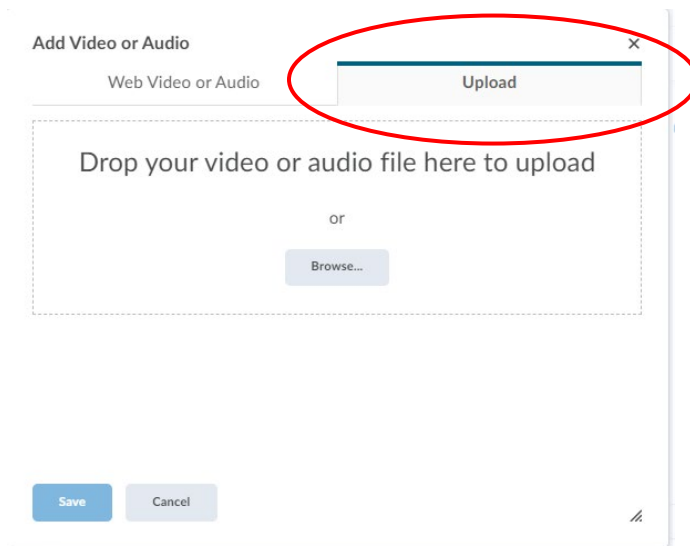 Add Video or Audio
Web Video or Audio Upload
Drop your video or audio file here to upload
or
Browse...
Save Cancel